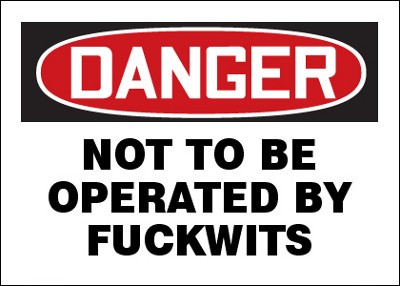 DANGER
NOT TO BE
OPERATED BY
FUCKWITS